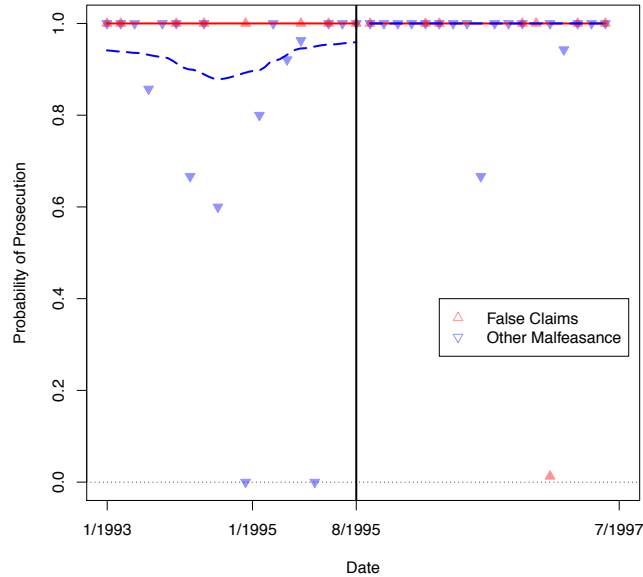 Probability of Prosecution
1.0
0.8
0.6
0.4
0.2
0.0
False Claims
Other Malfeasance
1/1993
1/1995
8/1995
7/1997
Date